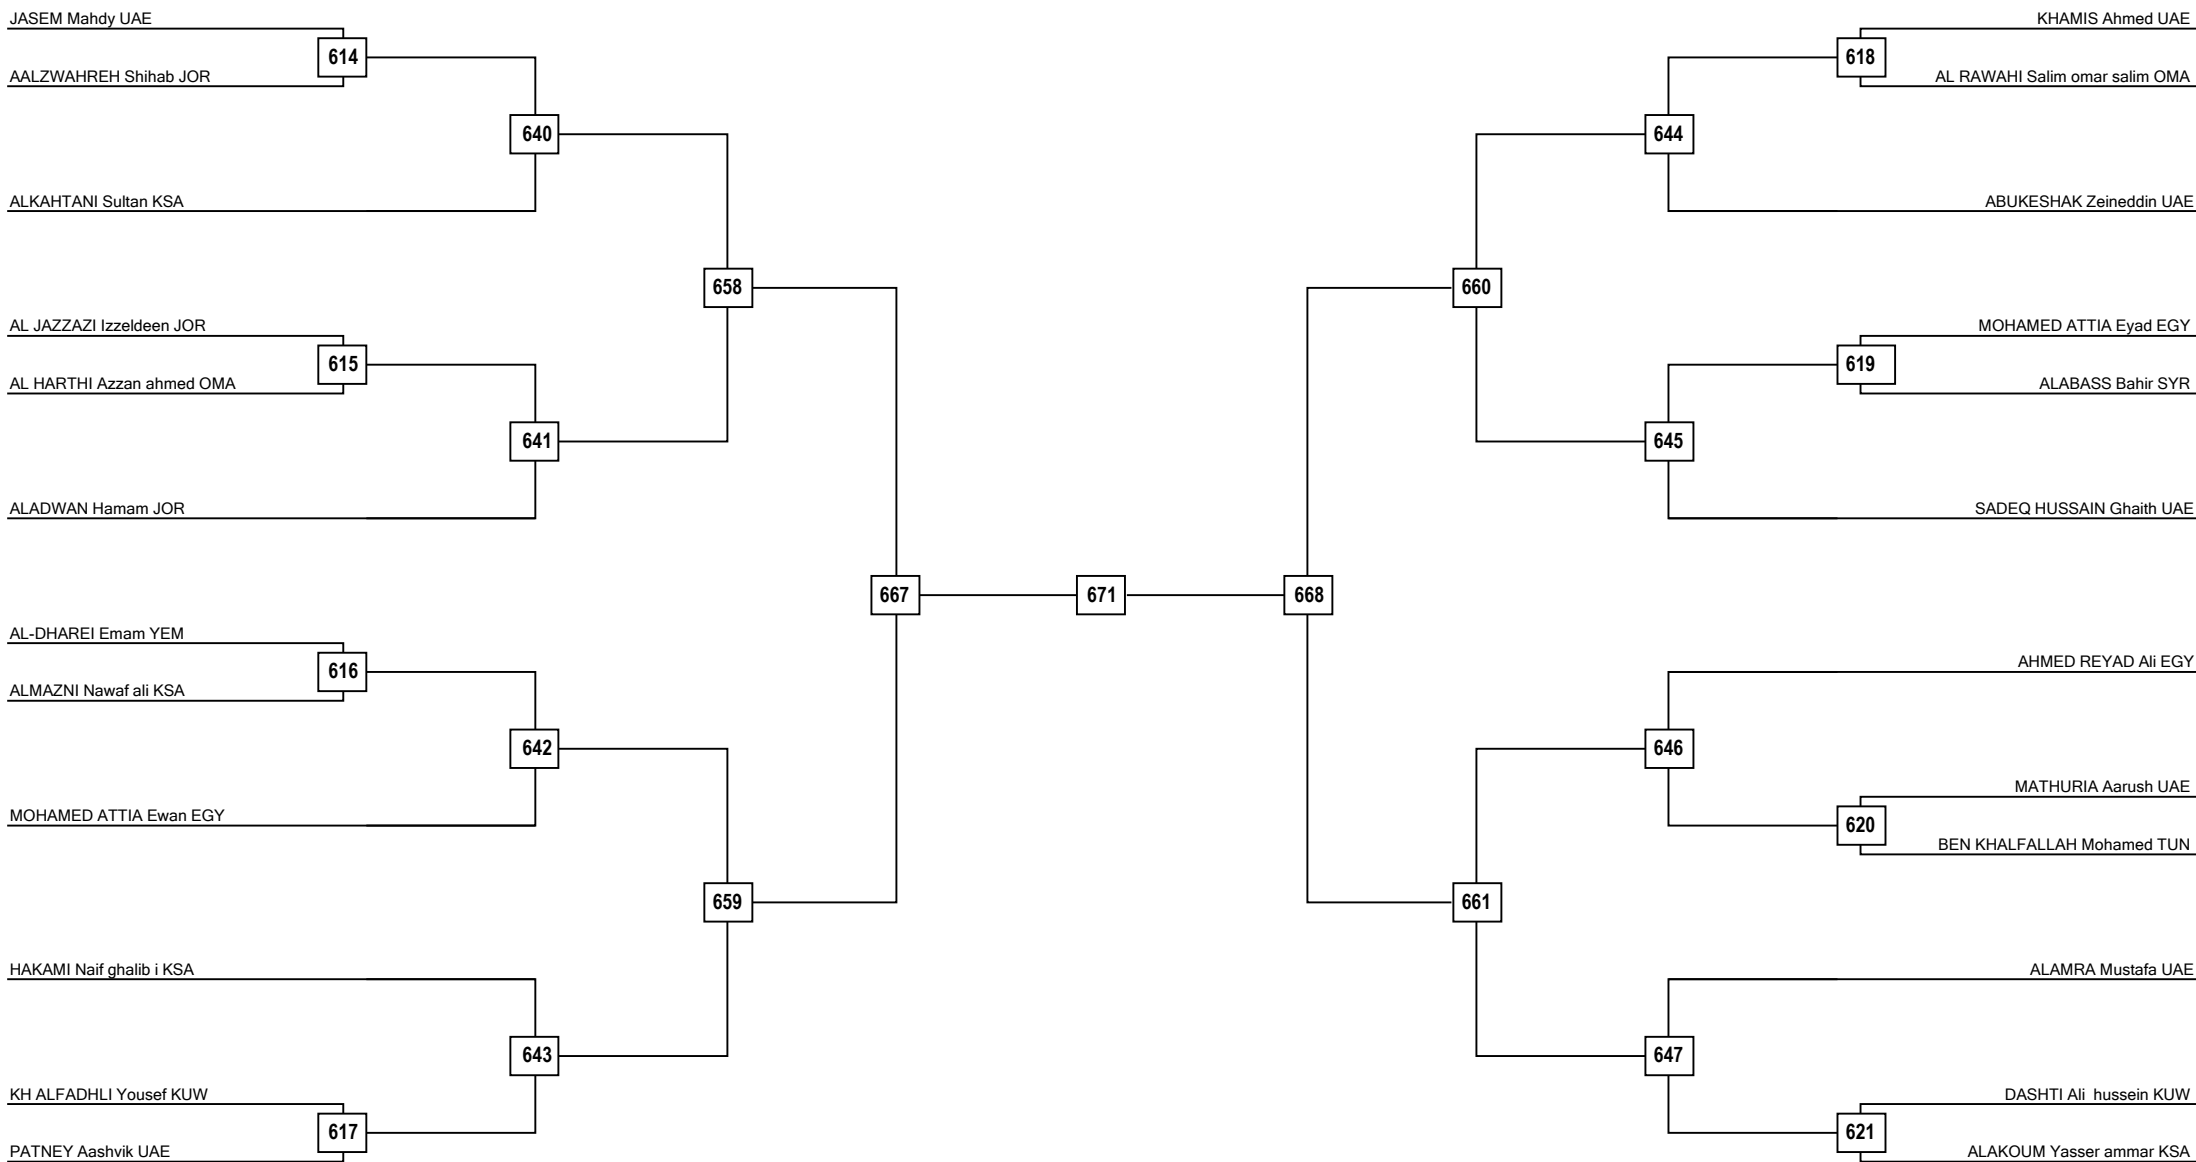 JASEM Mahdy UAE
614
AALZWAHREH Shihab JOR
640
ALKAHTANI Sultan KSA
658
AL JAZZAZI Izzeldeen JOR
615
AL HARTHI Azzan ahmed OMA
641
ALADWAN Hamam JOR
667
AL-DHAREI Emam YEM
616
ALMAZNI Nawaf ali KSA
642
MOHAMED ATTIA Ewan EGY
659
HAKAMI Naif ghalib i KSA
643
KH ALFADHLI Yousef KUW
617
PATNEY Aashvik UAE
671
KHAMIS Ahmed UAE
618
AL RAWAHI Salim omar salim OMA
644
ABUKESHAK Zeineddin UAE
660
MOHAMED ATTIA Eyad EGY
619
ALABASS Bahir SYR
645
SADEQ HUSSAIN Ghaith UAE
668
AHMED REYAD Ali EGY
646
MATHURIA Aarush UAE
620
BEN KHALFALLAH Mohamed TUN
661
ALAMRA Mustafa UAE
647
DASHTI Ali  hussein KUW
621
ALAKOUM Yasser ammar KSA